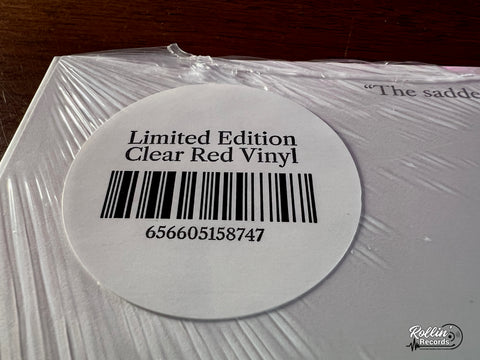 “The sadde
Limited Edition
Clear Red Vinyl
656605158747
Rollin'
Records